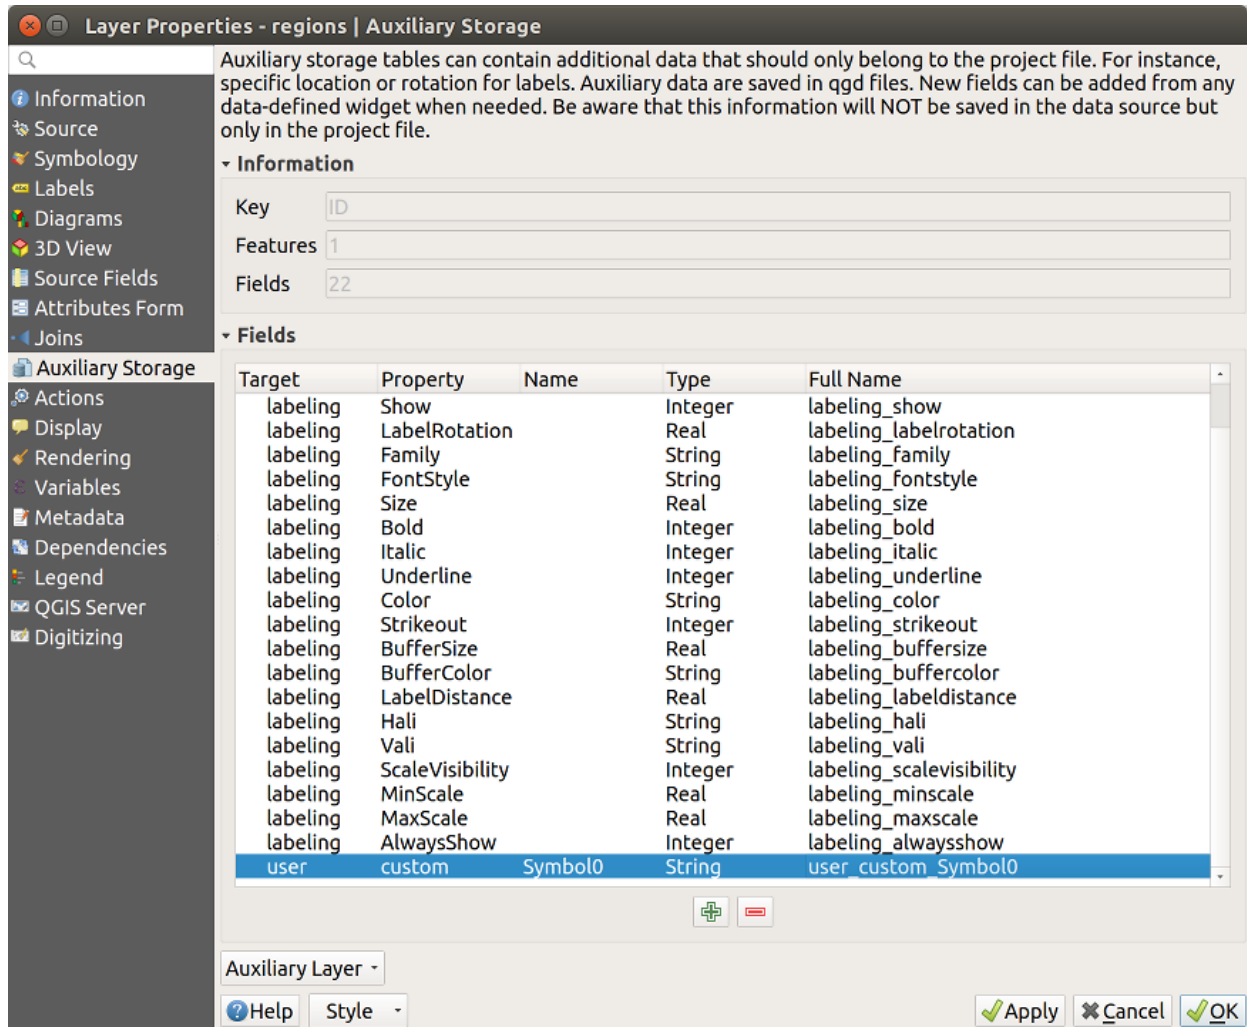 Layer Properties - regions | Auxiliary Storage
Information
Source
Symbology
Labels
Diagrams
3D View
Source Fields
Attributes Form
Joins
Auxiliary Storage
Actions
Display
Rendering
Variables
Metadata
Dependencies
Legend
QGIS Server
Digitizing
Auxiliary storage tables can contain additional data that should only belong to the project file. For instance,
specific location or rotation for labels. Auxiliary data are saved in qgd files. New fields can be added from any
data-defined widget when needed. Be aware that this information will NOT be saved in the data source but
only in the project file.
Information
Key ID
Features 1
Fields 22
Fields
Target Property Name Type Full Name
labeling Show Integer labeling_show
labeling LabelRotation Real labeling_labelrotation
labeling Family String labeling_family
labeling FontStyle String labeling_fontstyle
labeling Size Real labeling_size
labeling Bold Integer labeling_bold
labeling Italic Integer labeling_italic
labeling Underline Integer labeling_underline
labeling Color String labeling_color
labeling Strikeout Integer labeling_strikeout
labeling BufferSize Real labeling_buffersize
labeling BufferColor String labeling_buffercolor
labeling LabelDistance Real labeling_labeldistance
labeling Hali String labeling_hali
labeling Vali String labeling_vali
labeling ScaleVisibility Integer labeling_scalevisibility
labeling MinScale Real labeling_minscale
labeling MaxScale Real labeling_maxscale
labeling AlwaysShow Integer labeling_alwaysshow
user custom Symbol0 String user_custom_Symbol0
Auxiliary Layer
Help Style Apply Cancel OK